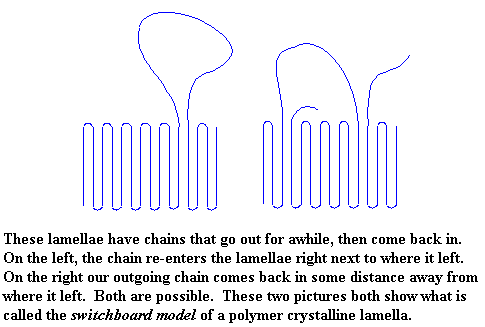 These lamellae have chains that go out for awhile, then come back in.
On the left, the chain re-enters the lamellae right next to where it left.
On the right our outgoing chain comes back in some distance away from
where it left. Both are possible. These two pictures both show what is
called the switchboard model of a polymer crystalline lamella.